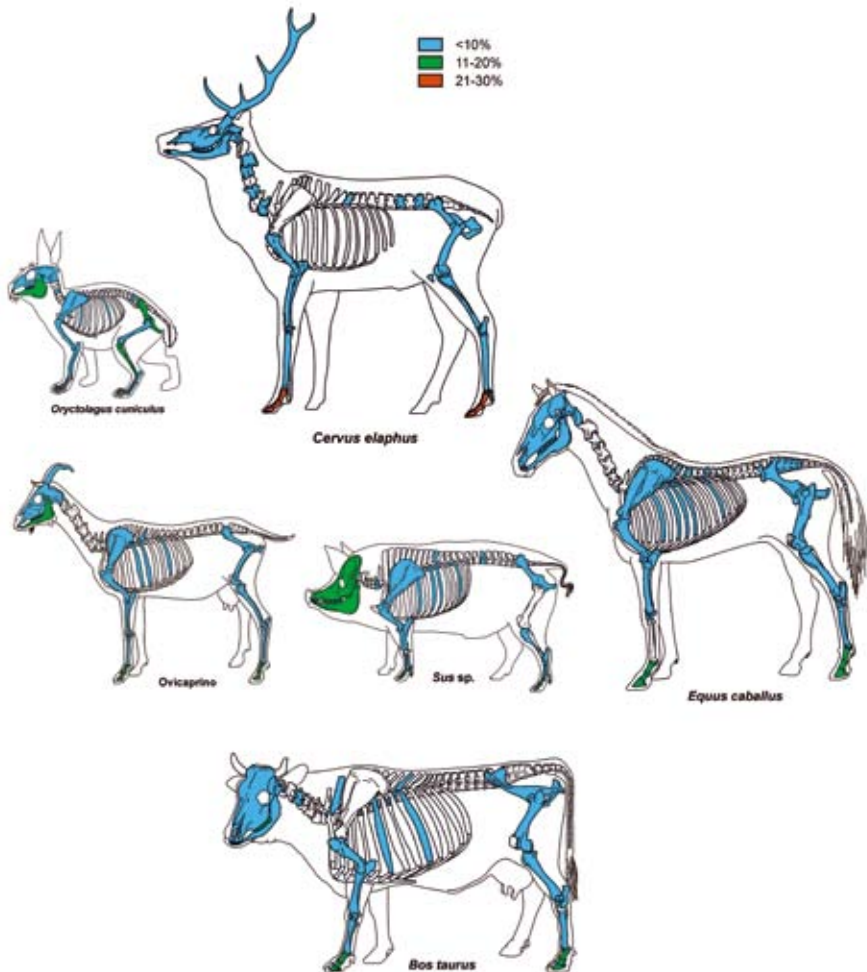 <10%
11-20%
21-30%
Oryctolagus cuniculus
Cervus elaphus
Ovicaprino
Sus sp.
Equus caballus
Bos taurus